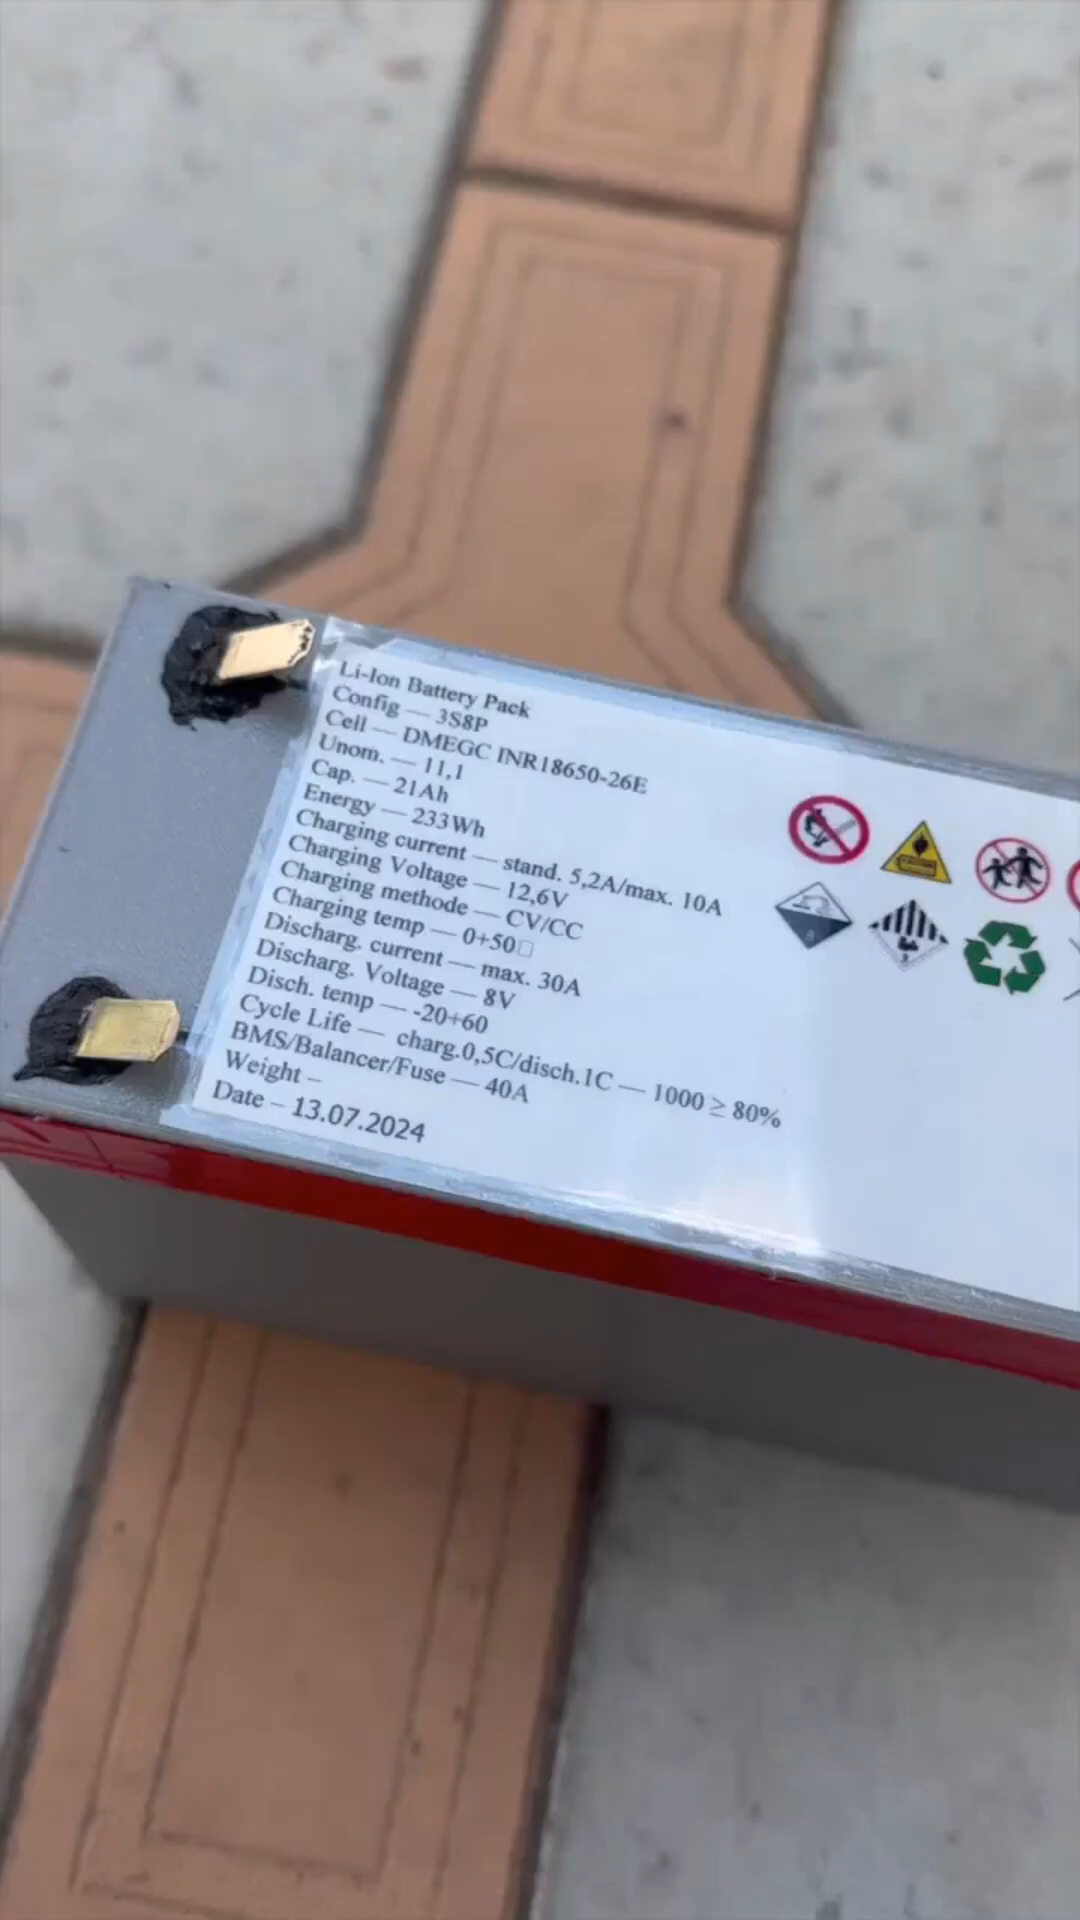 Li-Ion Battery Pack
Config — 3S8P
Cell — DMEGC INR18650-26E
Unom. — 11,1
Cap. — 21Ah
Energy — 233Wh
Charging current — stand. 5,2A/max. 10A
Charging Voltage — 12,6V
Charging methode — CV/CC
Charging temp — 0+50□
Discharg. current — max. 30A
Discharg. Voltage — 8V
Disch. temp — -20+60
Cycle Life — charg.0,5C/disch.1C — 1000 ≥ 80%
BMS/Balancer/Fuse — 40A
Weight –
Date – 13.07.2024
CAUTION
8
9